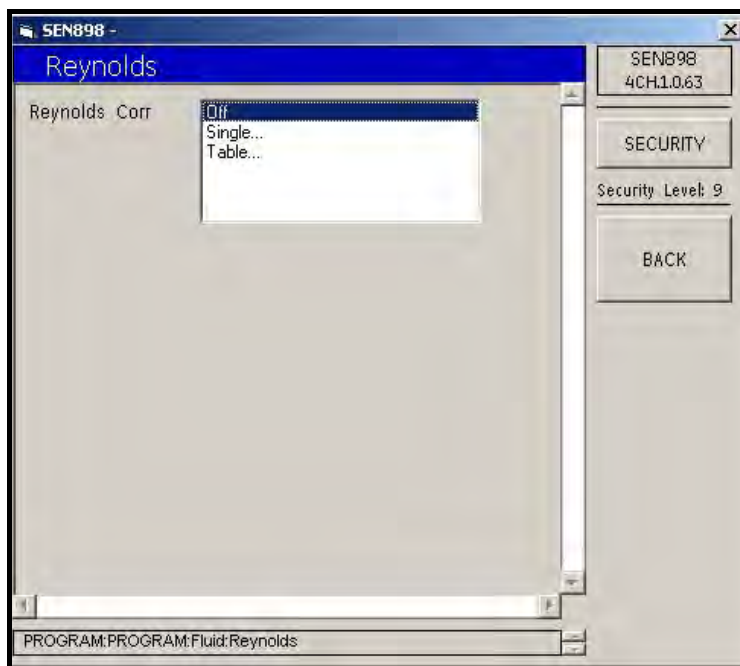 SEN898 -
Reynolds
Reynolds Corr
Off
Single...
Table...
SEN898
4CH.1.0.63
SECURITY
Security Level: 9
BACK
PROGRAM:PROGRAM:Fluid:Reynolds